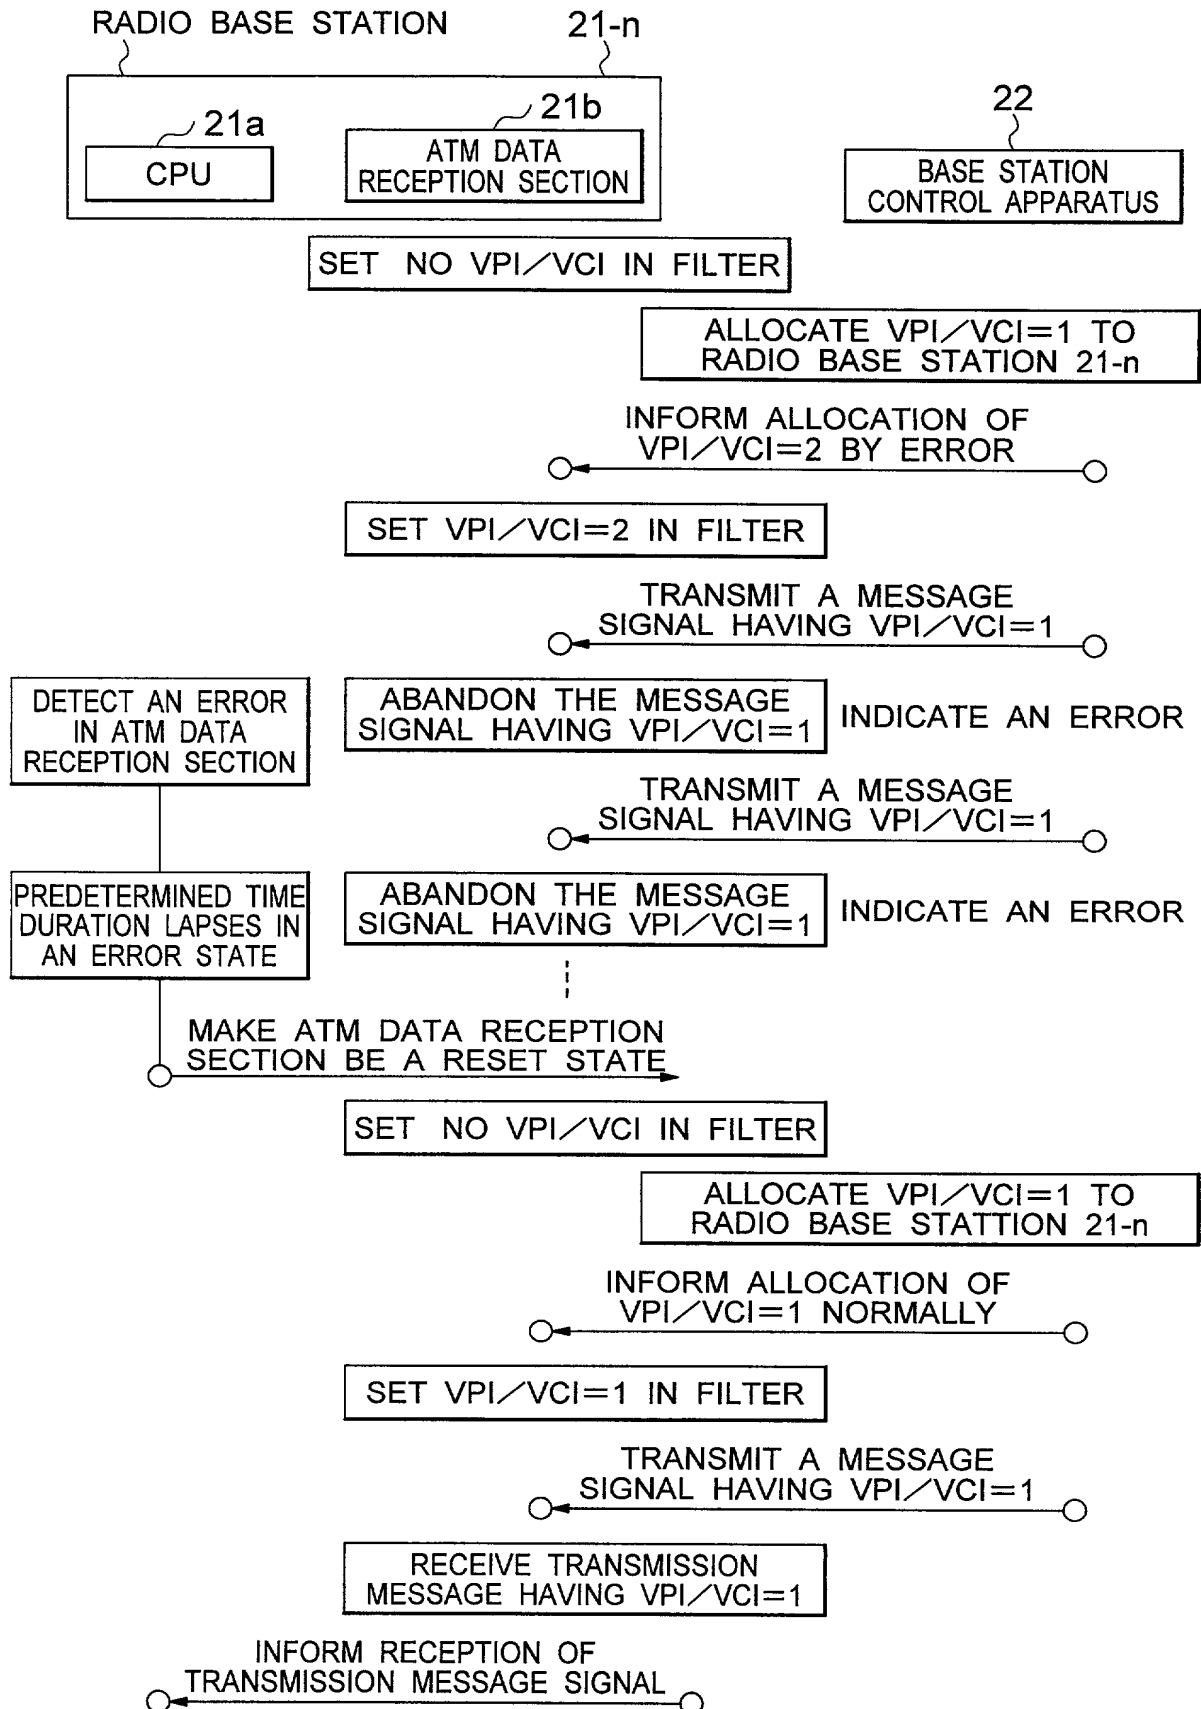 RADIO BASE STATION
21-n
21a
21b
22
CPU
ATM DATA
RECEPTION SECTION
BASE STATION
CONTROL APPARATUS
SET NO VPI/VCI IN FILTER
ALLOCATE VPI/VCI=1 TO
RADIO BASE STATION 21-n
INFORM ALLOCATION OF
VPI/VCI=2 BY ERROR
SET VPI/VCI=2 IN FILTER
TRANSMIT A MESSAGE
SIGNAL HAVING VPI/VCI=1
DETECT AN ERROR
IN ATM DATA
RECEPTION SECTION
ABANDON THE MESSAGE
SIGNAL HAVING VPI/VCI=1
INDICATE AN ERROR
TRANSMIT A MESSAGE
SIGNAL HAVING VPI/VCI=1
PREDETERMINED TIME
DURATION LAPSES IN
AN ERROR STATE
ABANDON THE MESSAGE
SIGNAL HAVING VPI/VCI=1
INDICATE AN ERROR
MAKE ATM DATA RECEPTION
SECTION BE A RESET STATE
SET NO VPI/VCI IN FILTER
ALLOCATE VPI/VCI=1 TO
RADIO BASE STATTION 21-n
INFORM ALLOCATION OF
VPI/VCI=1 NORMALLY
SET VPI/VCI=1 IN FILTER
TRANSMIT A MESSAGE
SIGNAL HAVING VPI/VCI=1
RECEIVE TRANSMISSION
MESSAGE HAVING VPI/VCI=1
INFORM RECEPTION OF
TRANSMISSION MESSAGE SIGNAL